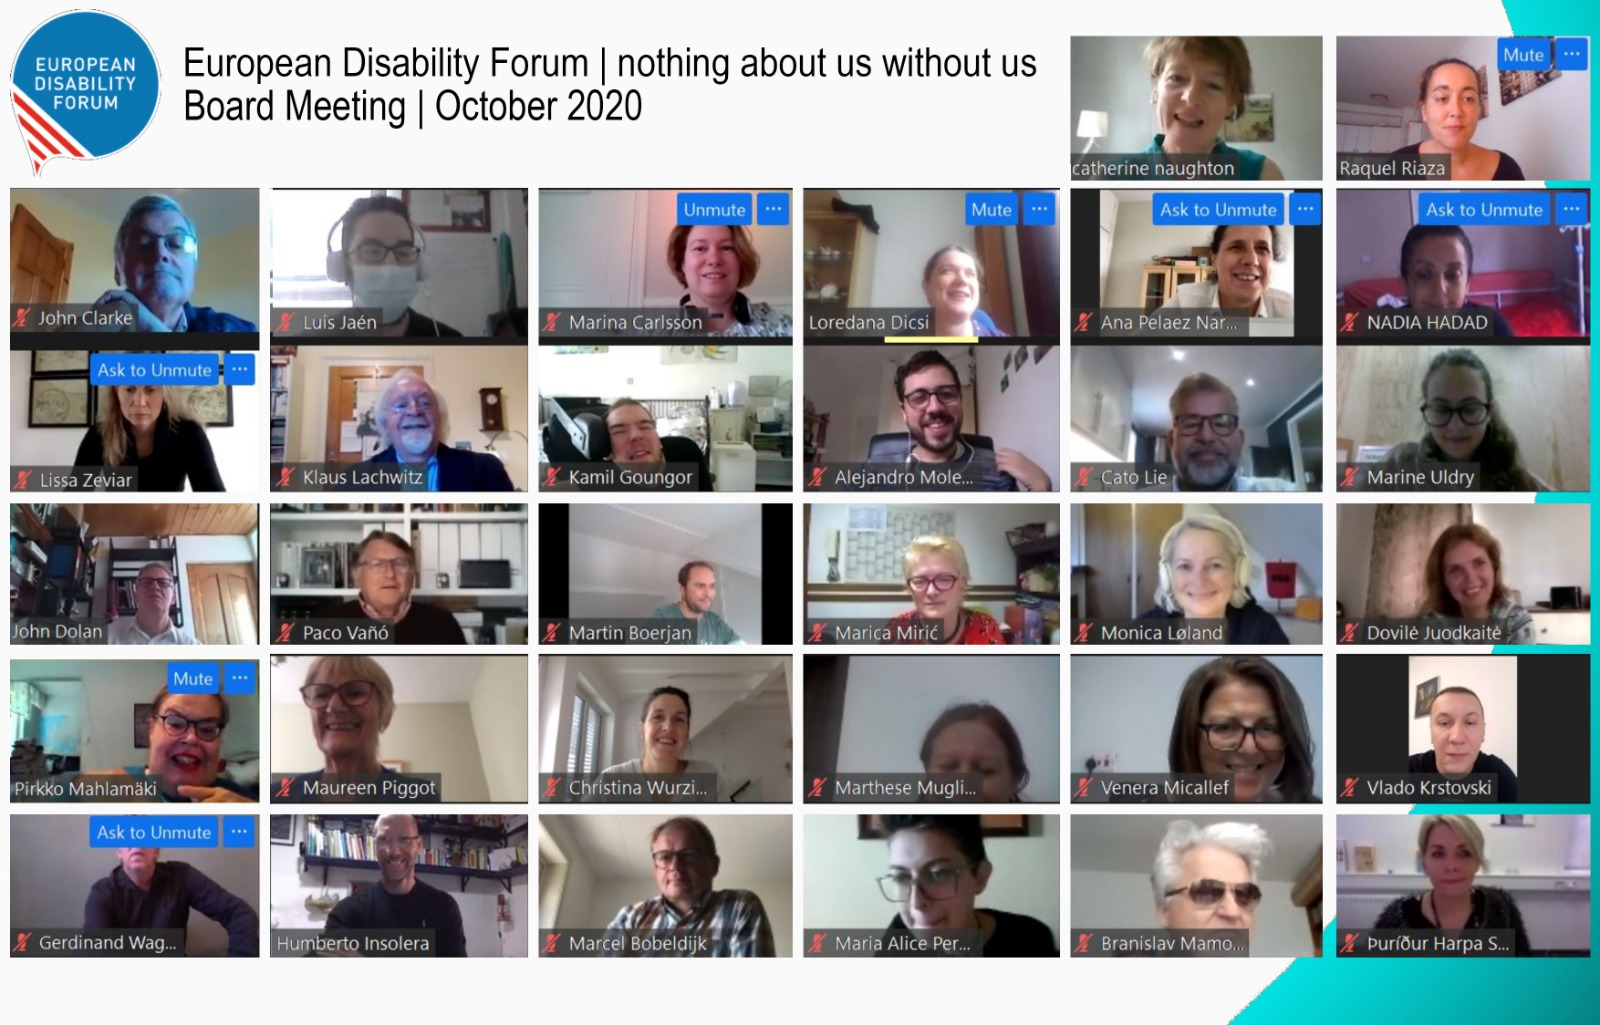 EUROPEAN
DISABILITY
FORUM
European Disability Forum | nothing about us without us
Board Meeting | October 2020
catherine naughton
Mute ...
Raquel Riaza
John Clarke
Luis Jaén
Unmute ...
Marina Carlsson
Mute ...
Loredana Dicsi
Ask to Unmute ...
Ana Pelaez Nar...
Ask to Unmute ...
NADIA HADAD
Ask to Unmute ...
Lissa Zeviar
Klaus Lachwitz
Kamil Goungor
Alejandro Mole...
Cato Lie
Marine Uldry
John Dolan
Paco Vañó
Martin Boerjan
Marica Mirić
Monica Løland
Dovilė Juodkaitė
Mute ...
Pirkko Mahlamäki
Maureen Piggot
Christina Wurzi...
Marthese Mugli...
Venera Micallef
Vlado Krstovski
Ask to Unmute ...
Gerdinand Wag...
Humberto Insolera
Marcel Bobeldijk
Maria Alice Per...
Branislav Mamo...
Þuríður Harpa S...